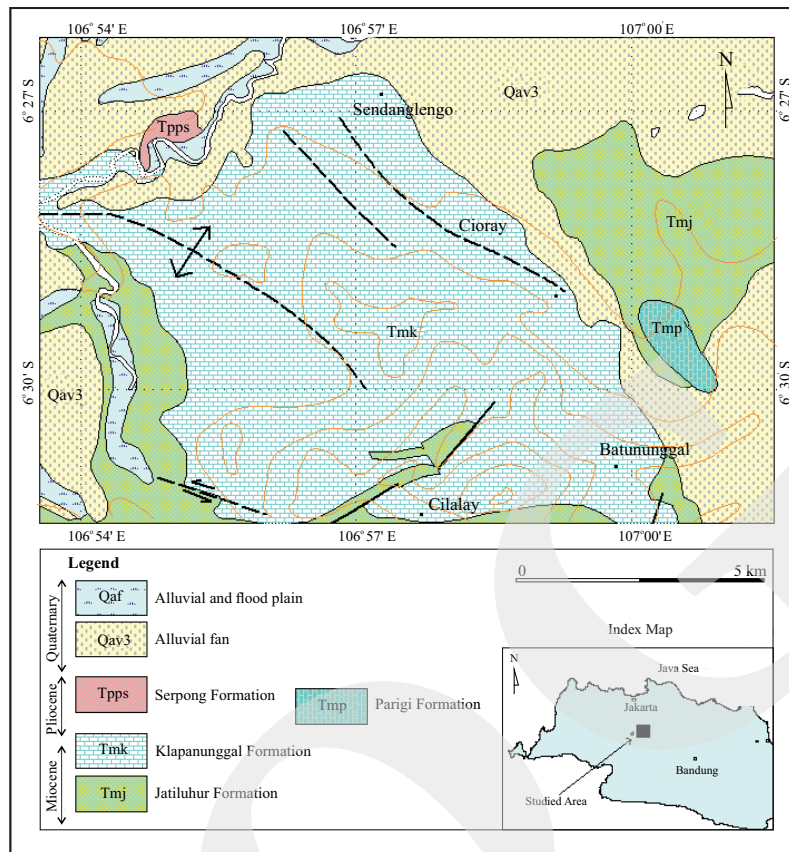 106° 54' E 106° 57' E 107° 00' E
N
6° 27' S
6° 27' S
Qav3
Sendanglengo
Tpps
Cioray
Tmj
Tmp
Tmk
6° 30' S
6° 30' S
Qav3
Batununggal
Cilalay
106° 54' E 106° 57' E 107° 00' E
Legend
Quaternary
Qaf Alluvial and flood plain
Qav3 Alluvial fan
Pliocene
Tpps Serpong Formation
Tmp Parigi Formation
Miocene
Tmk Klapanunggal Formation
Tmj Jatiluhur Formation
0 5 km
Index Map
N
Java Sea
Jakarta
Bandung
Studied Area